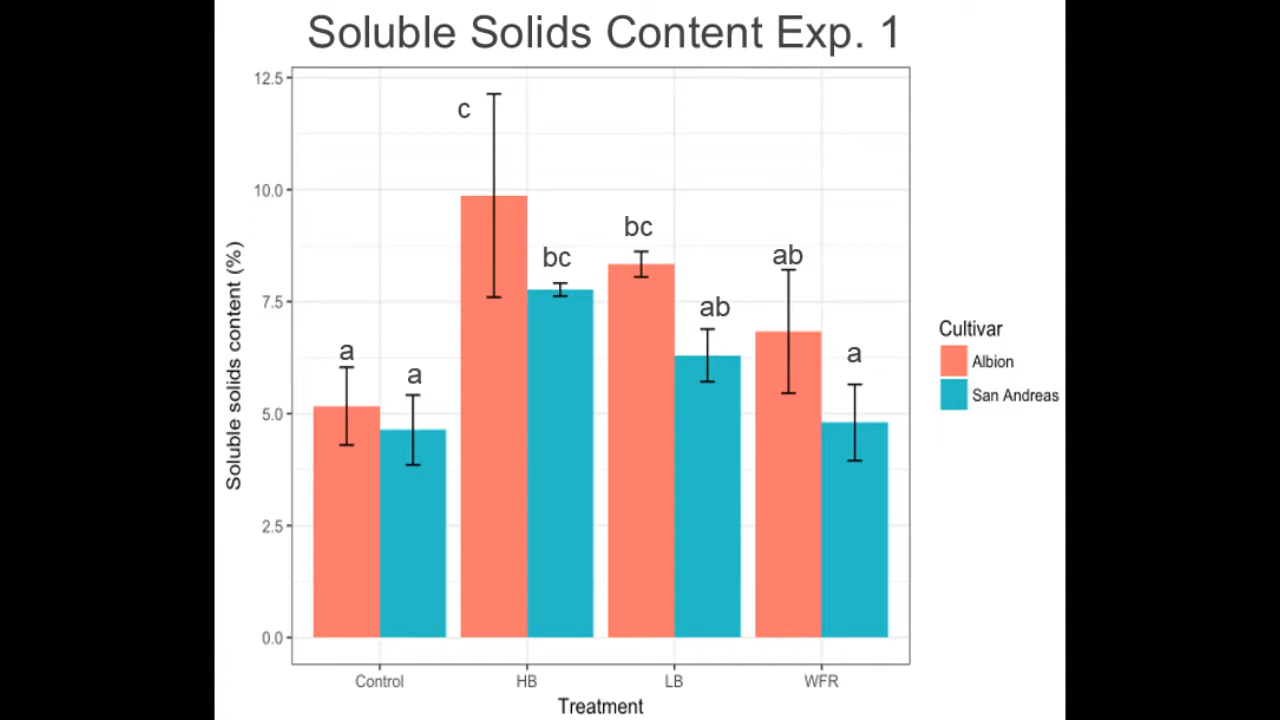 Soluble Solids Content Exp. 1
12.5
10.0
7.5
5.0
2.5
0.0
Soluble solids content (%)
c
bc
bc
ab
ab
a
a
a
Control
HB
LB
WFR
Treatment
Cultivar
Albion
San Andreas